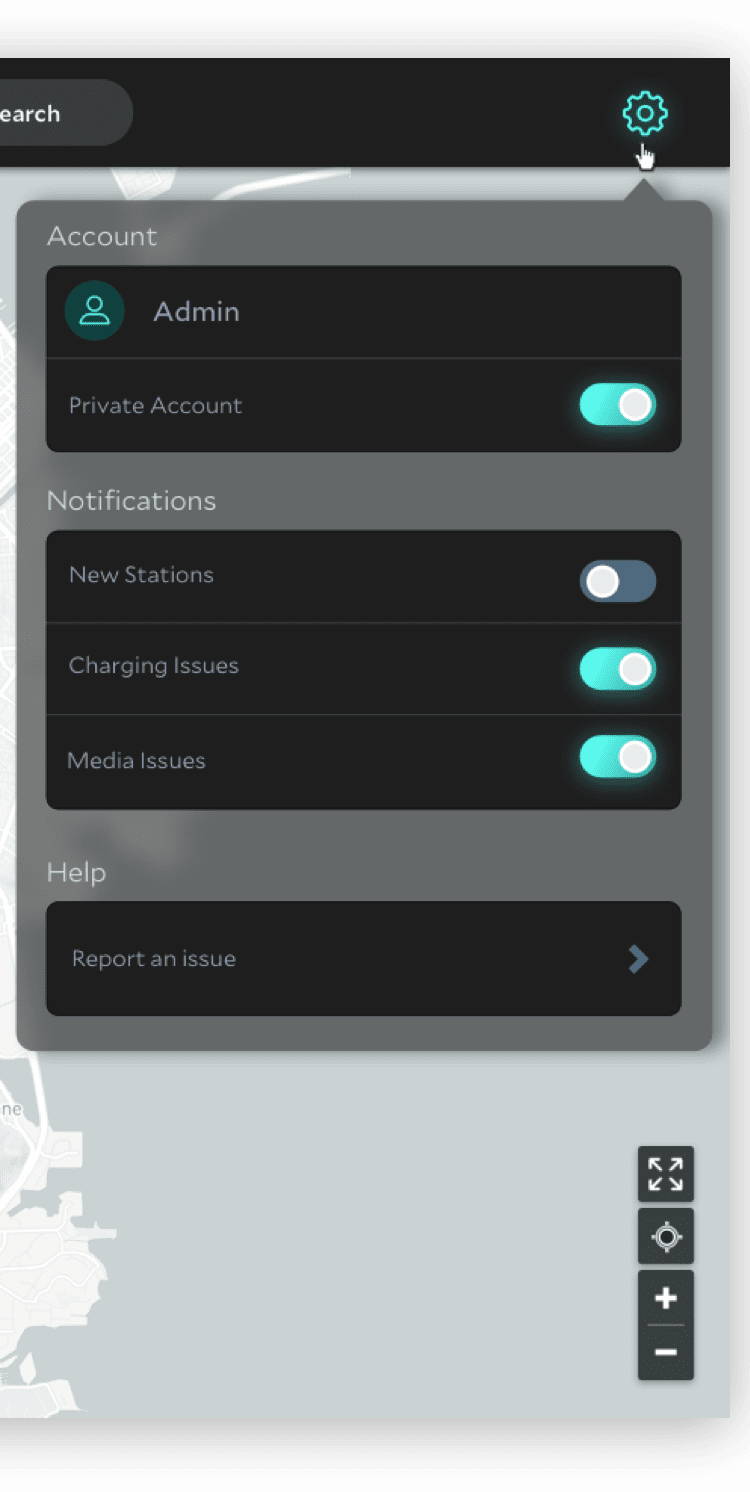 earch
Account
Admin
Private Account
Notifications
New Stations
Charging Issues
Media Issues
Help
Report an issue
ne